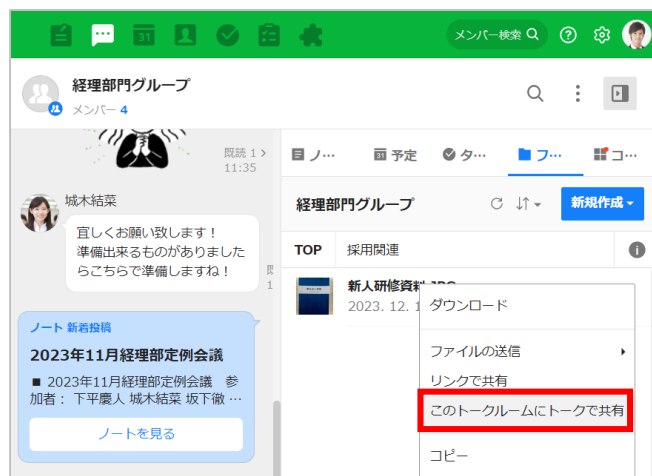 31
メンバー検索
経理部門グループ
メンバー 4
既読 1 >
11:35
城木結菜
宜しくお願い致します！
準備出来るものがありました
らこちらで準備しますね！
ノート 新着投稿
2023年11月経理部定例会議
■ 2023年11月経理部定例会議　参
加者： 下平慶人 城木結菜 坂下徹 …
ノートを見る
ノ…
31 予定
タ…
フ…
コ…
経理部門グループ
新規作成
TOP
採用関連
新人研修資料.JPG
2023. 12. 1
ダウンロード
ファイルの送信
リンクで共有
このトークルームにトークで共有
コピー